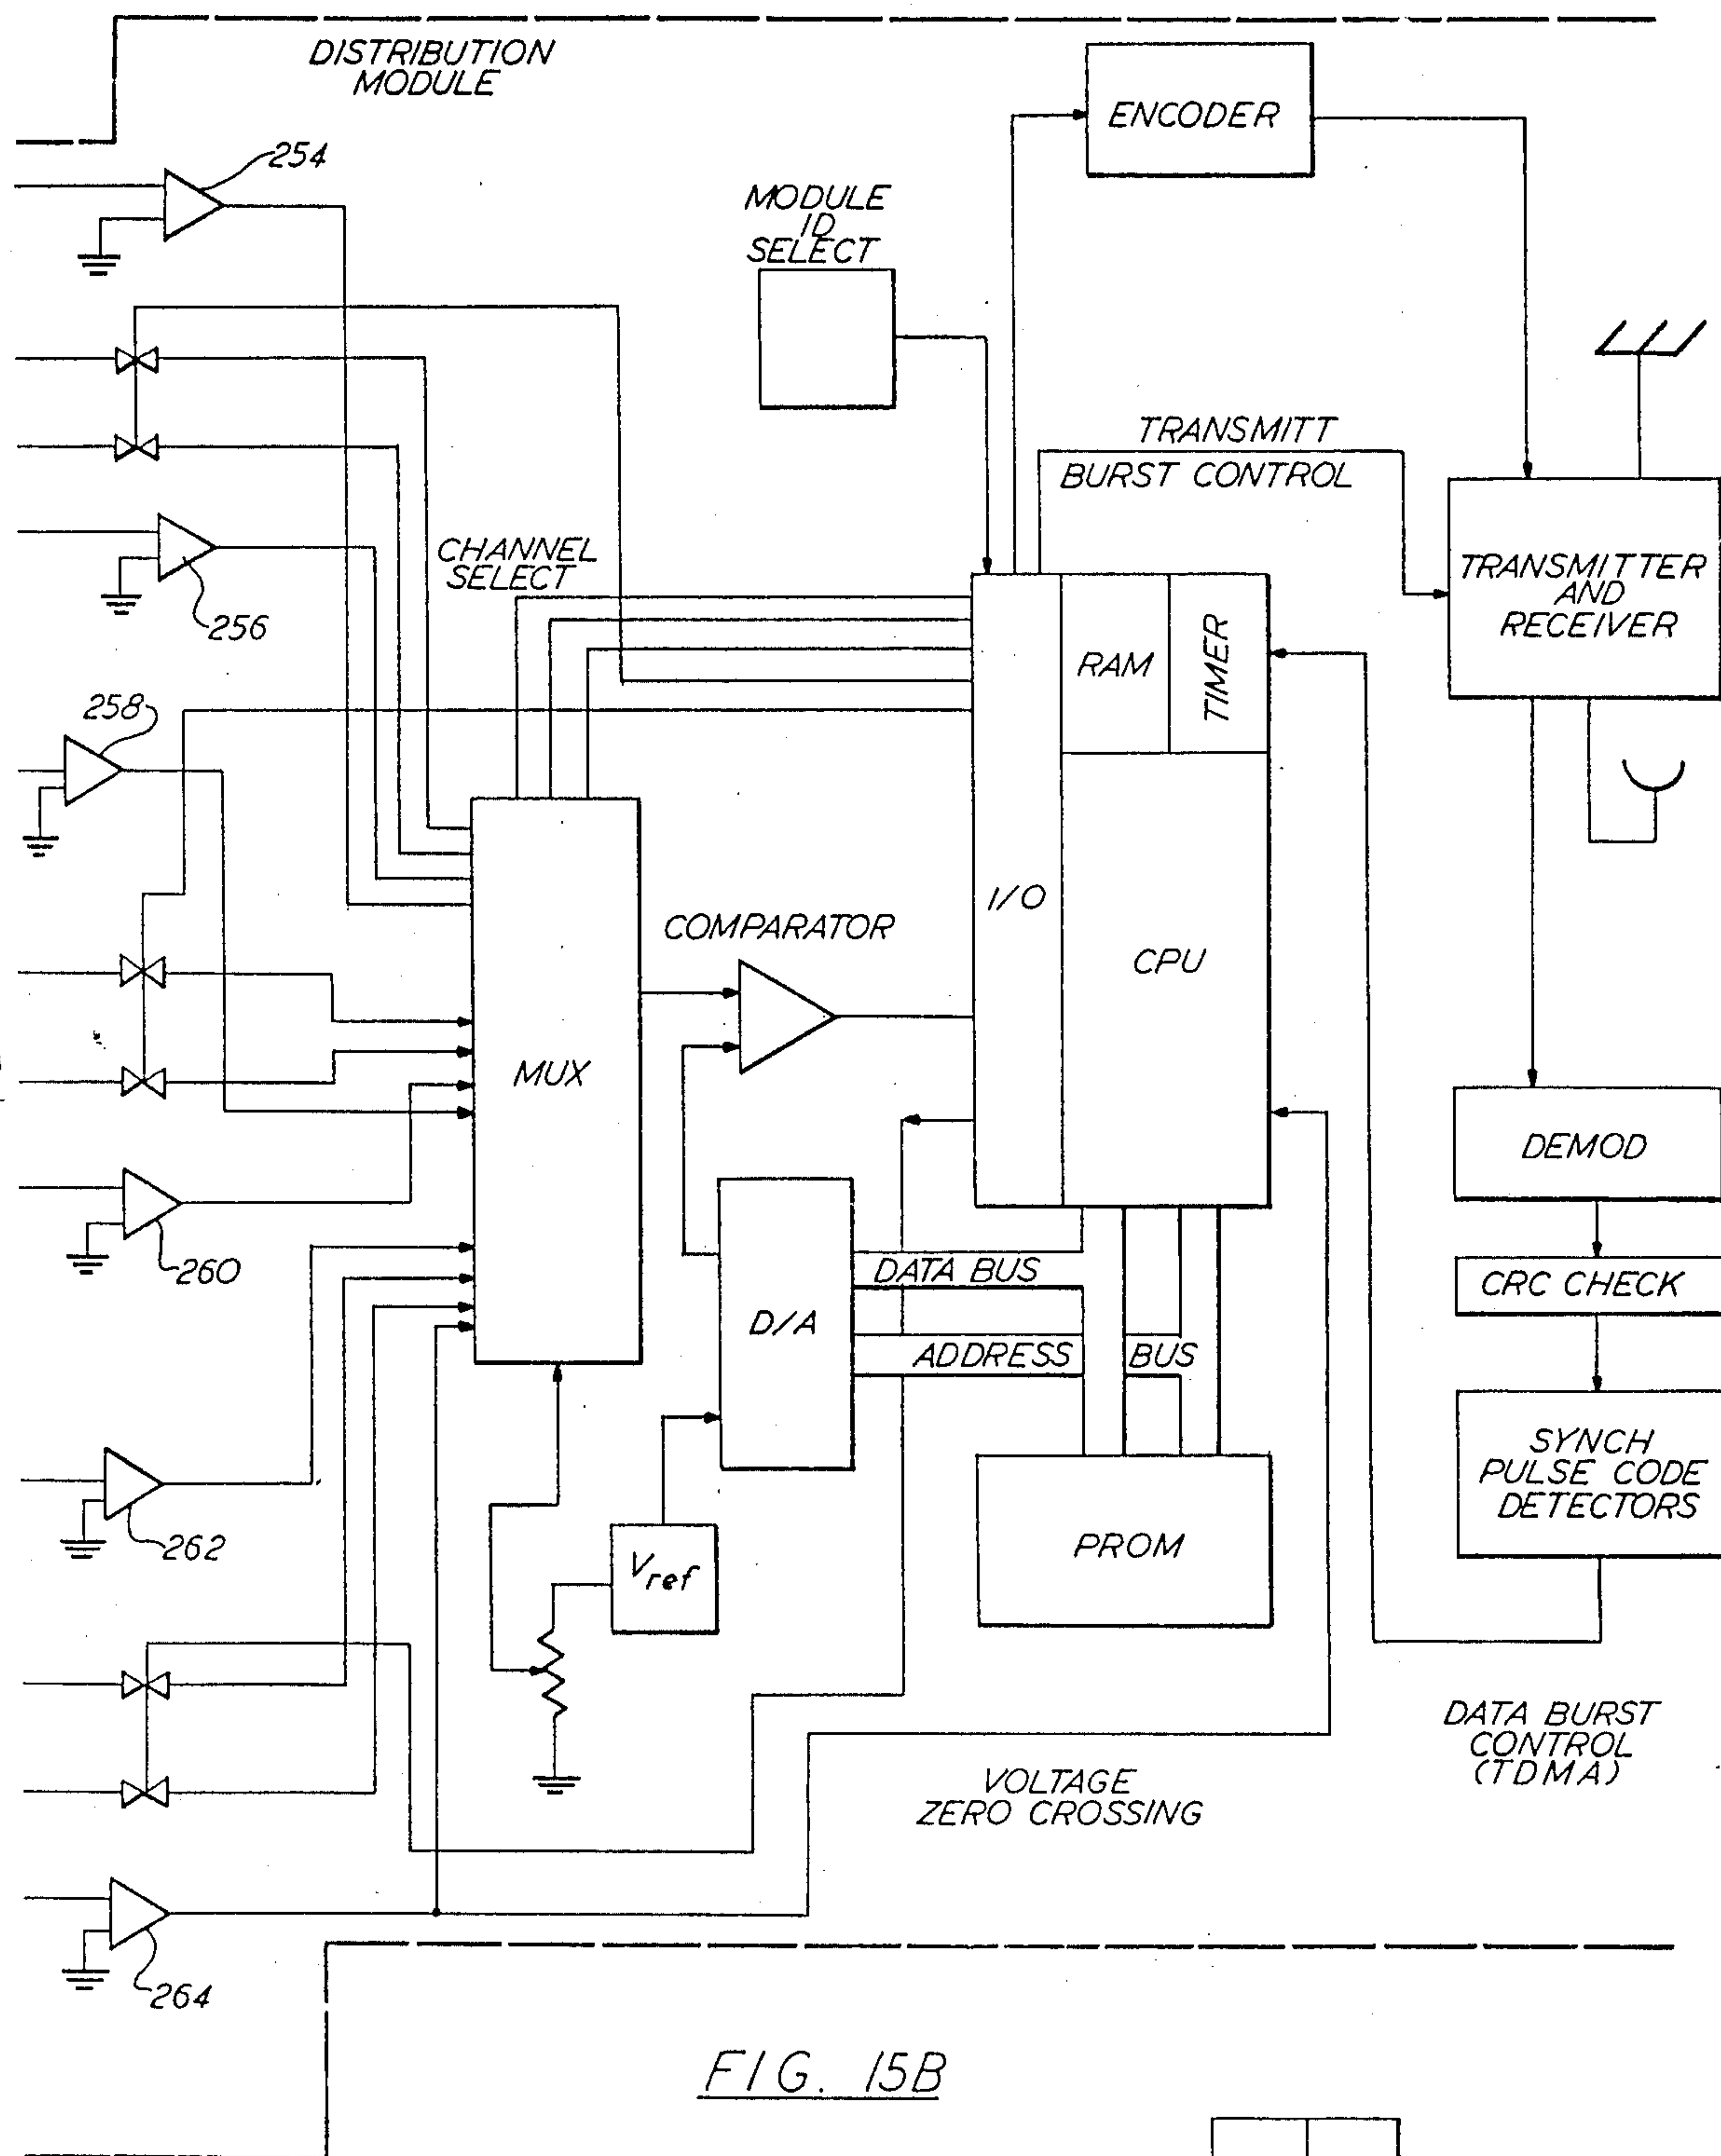 DISTRIBUTION
MODULE
ENCODER
254
MODULE
ID
SELECT
TRANSMITT
BURST CONTROL
256
CHANNEL
SELECT
TRANSMITTER
AND
RECEIVER
RAM
TIMER
258
I/O
COMPARATOR
CPU
MUX
DEMOD
260
DATA BUS
CRC CHECK
D/A
ADDRESS BUS
SYNCH
PULSE CODE
DETECTORS
262
Vref
PROM
DATA BURST
CONTROL
(TDMA)
VOLTAGE
ZERO CROSSING
264
FIG. 15B